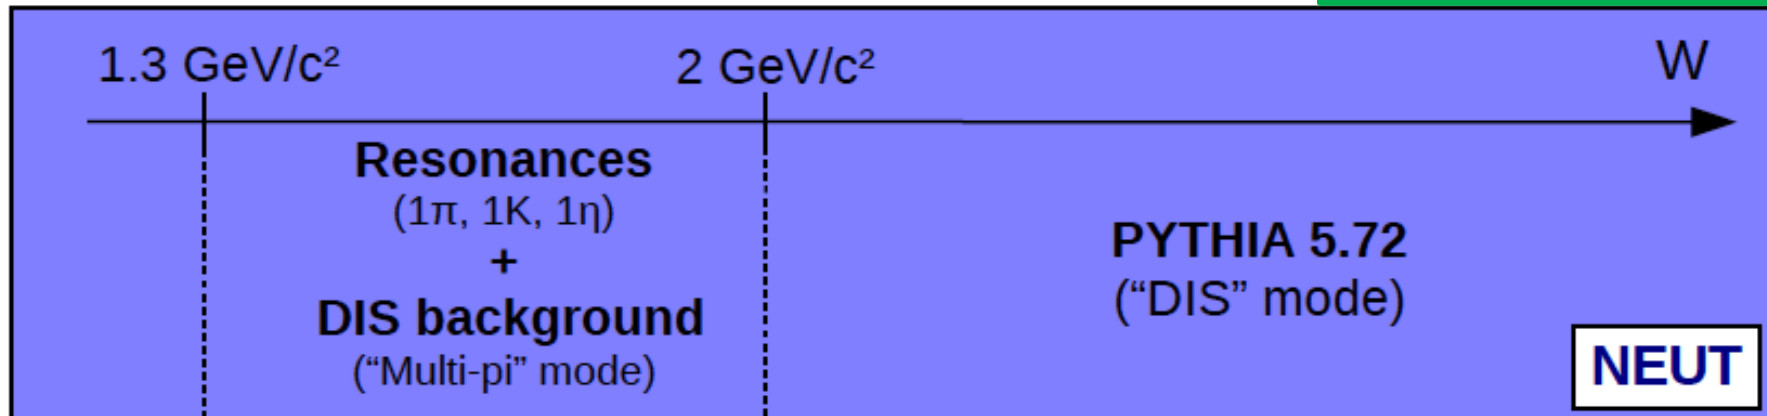 1.3 GeV/c²
2 GeV/c²
W
Resonances
(1π, 1K, 1η)
+
DIS background
(“Multi-pi” mode)
PYTHIA 5.72
(“DIS” mode)
NEUT